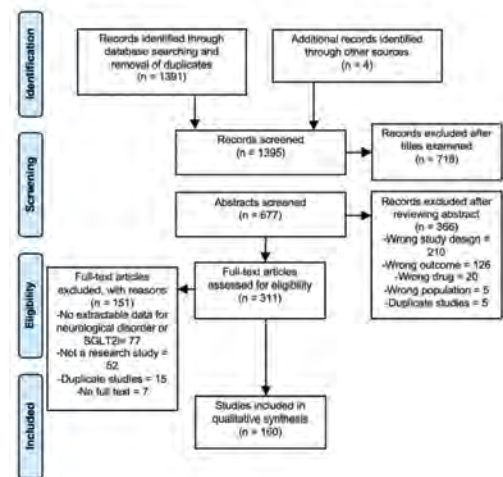 Identification
Records identified through
database searching and
removal of duplicates
(n = 1391)
Additional records identified
through other sources
(n = 4)
Screening
Records screened
(n = 1395)
Records excluded after
titles examined
(n = 718)
Abstracts screened
(n = 677)
Records excluded after
reviewing abstract
(n = 366)
-Wrong study design =
210
-Wrong outcome = 126
-Wrong drug = 20
-Wrong population = 5
-Duplicate studies = 5
Eligibility
Full-text articles
assessed for eligibility
(n = 311)
Full-text articles
excluded, with reasons
(n = 151)
-No extractable data for
neurological disorder or
SGLT2i= 77
-Not a research study =
52
-Duplicate studies = 15
-No full text = 7
Included
Studies included in
qualitative synthesis
(n = 160)